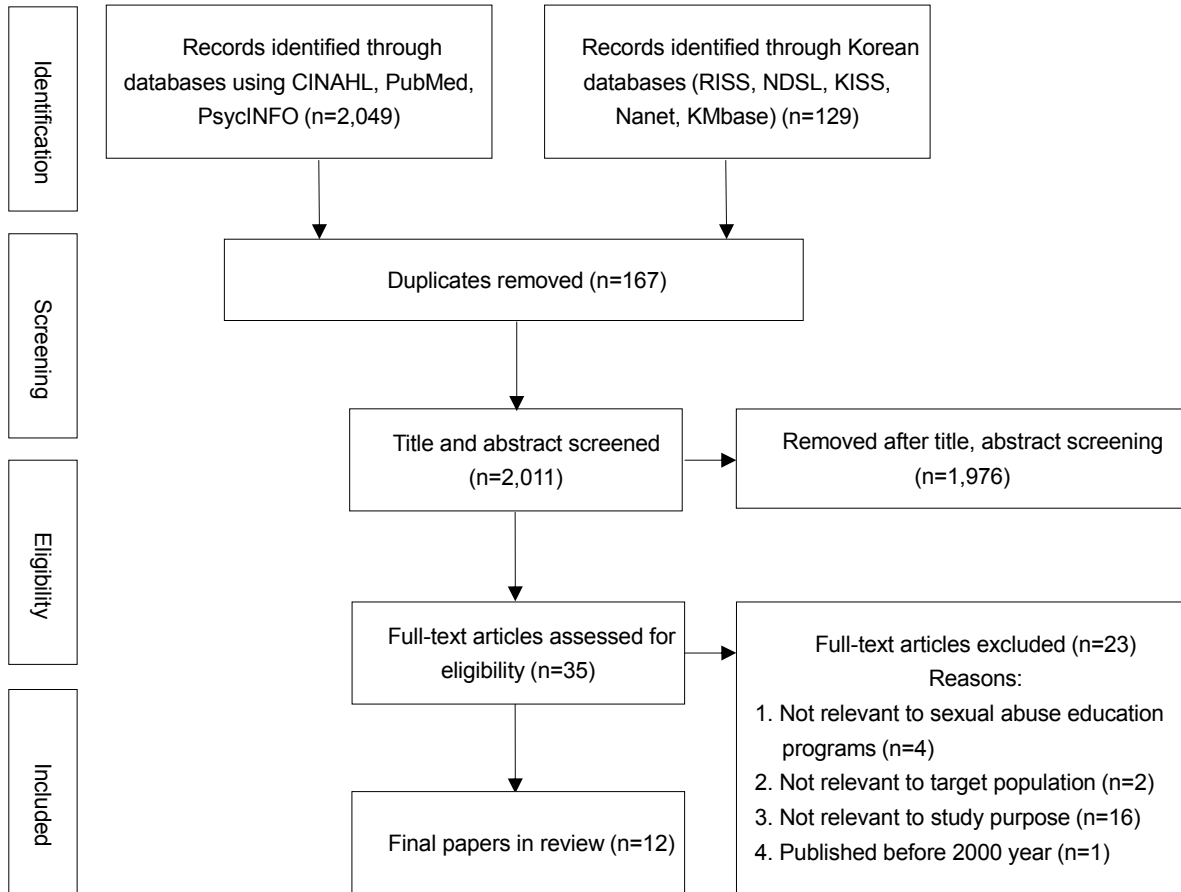 Identification
Records identified through
databases using CINAHL, PubMed,
PsycINFO (n=2,049)
Records identified through Korean
databases (RISS, NDSL, KISS,
Nanet, KMbase) (n=129)
Screening
Duplicates removed (n=167)
Title and abstract screened
(n=2,011)
Removed after title, abstract screening
(n=1,976)
Eligibility
Full-text articles assessed for
eligibility (n=35)
Full-text articles excluded (n=23)
Reasons:
1. Not relevant to sexual abuse education
programs (n=4)
2. Not relevant to target population (n=2)
3. Not relevant to study purpose (n=16)
4. Published before 2000 year (n=1)
Included
Final papers in review (n=12)